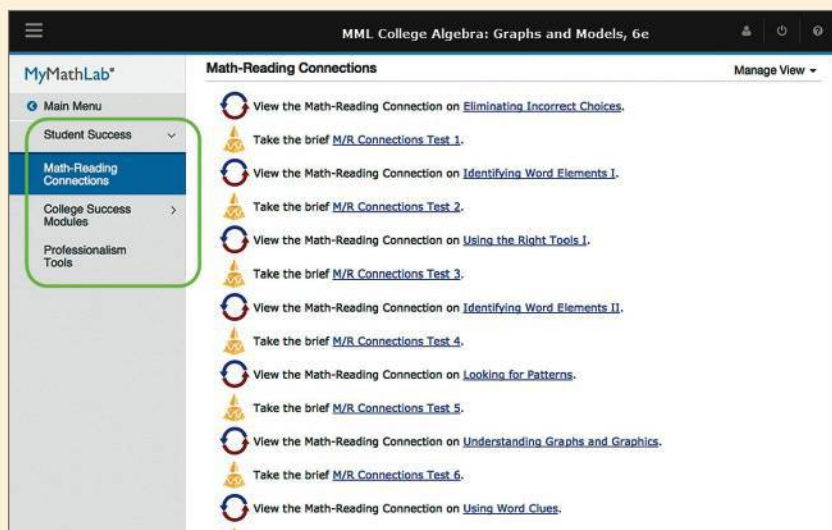 MML College Algebra: Graphs and Models, 6e
MyMathLab®
Main Menu
Student Success
Math-Reading
Connections
College Success
Modules
Professionalism
Tools
Math-Reading Connections
Manage View
View the Math-Reading Connection on Eliminating Incorrect Choices.
Take the brief M/R Connections Test 1.
View the Math-Reading Connection on Identifying Word Elements I.
Take the brief M/R Connections Test 2.
View the Math-Reading Connection on Using the Right Tools I.
Take the brief M/R Connections Test 3.
View the Math-Reading Connection on Identifying Word Elements II.
Take the brief M/R Connections Test 4.
View the Math-Reading Connection on Looking for Patterns.
Take the brief M/R Connections Test 5.
View the Math-Reading Connection on Understanding Graphs and Graphics.
Take the brief M/R Connections Test 6.
View the Math-Reading Connection on Using Word Clues.